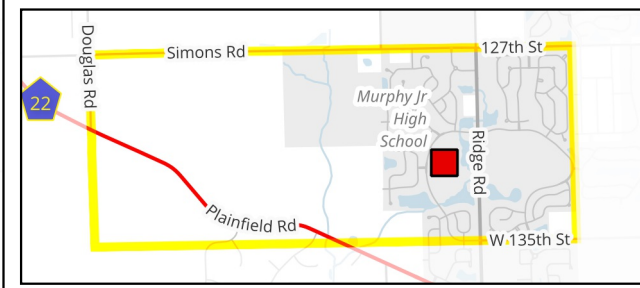 Douglas Rd
Simons Rd
127th St
22
Murphy Jr
High
School
Ridge Rd
Plainfield Rd
W 135th St